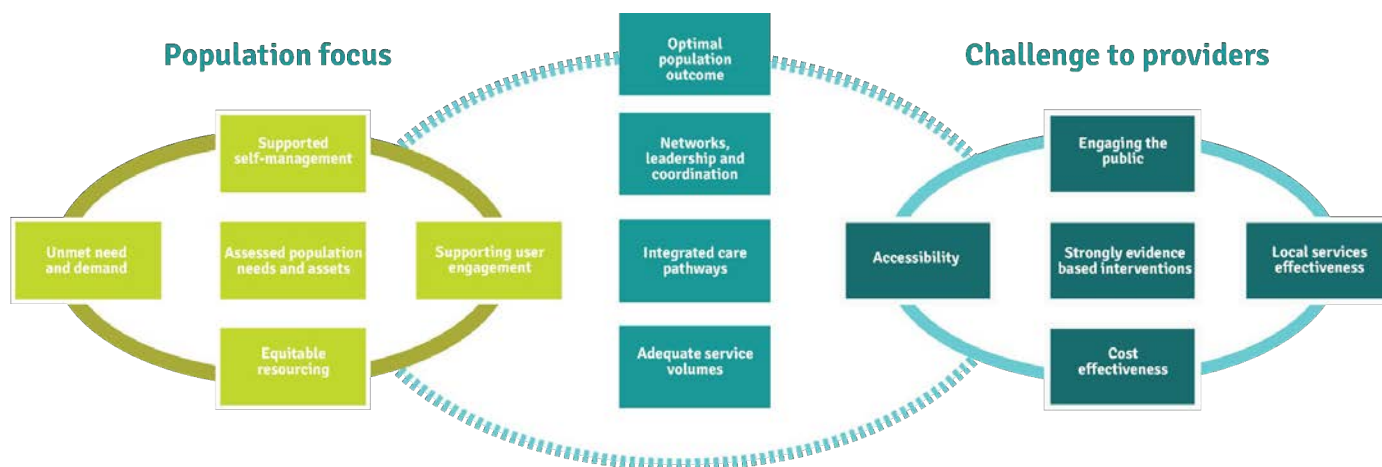 Population focus
Supported
self-management
Unmet need
and demand
Assessed population
needs and assets
Supporting user
engagement
Equitable
resourcing
Optimal
population
outcome
Networks,
leadership and
coordination
Integrated care
pathways
Adequate service
volumes
Challenge to providers
Engaging the
public
Accessibility
Strongly evidence
based interventions
Local services
effectiveness
Cost
effectiveness